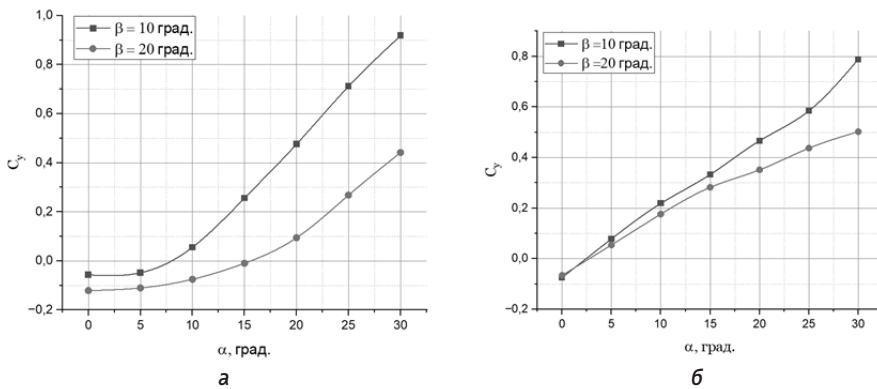 1,0
0,8
0,6
0,4
0,2
0,0
−0,2
Cy
β = 10 град.
β = 20 град.
0 5 10 15 20 25 30
α, град.
а
0,8
0,6
0,4
0,2
0,0
−0,2
Cy
β =10 град.
β =20 град.
0 5 10 15 20 25 30
α, град.
б